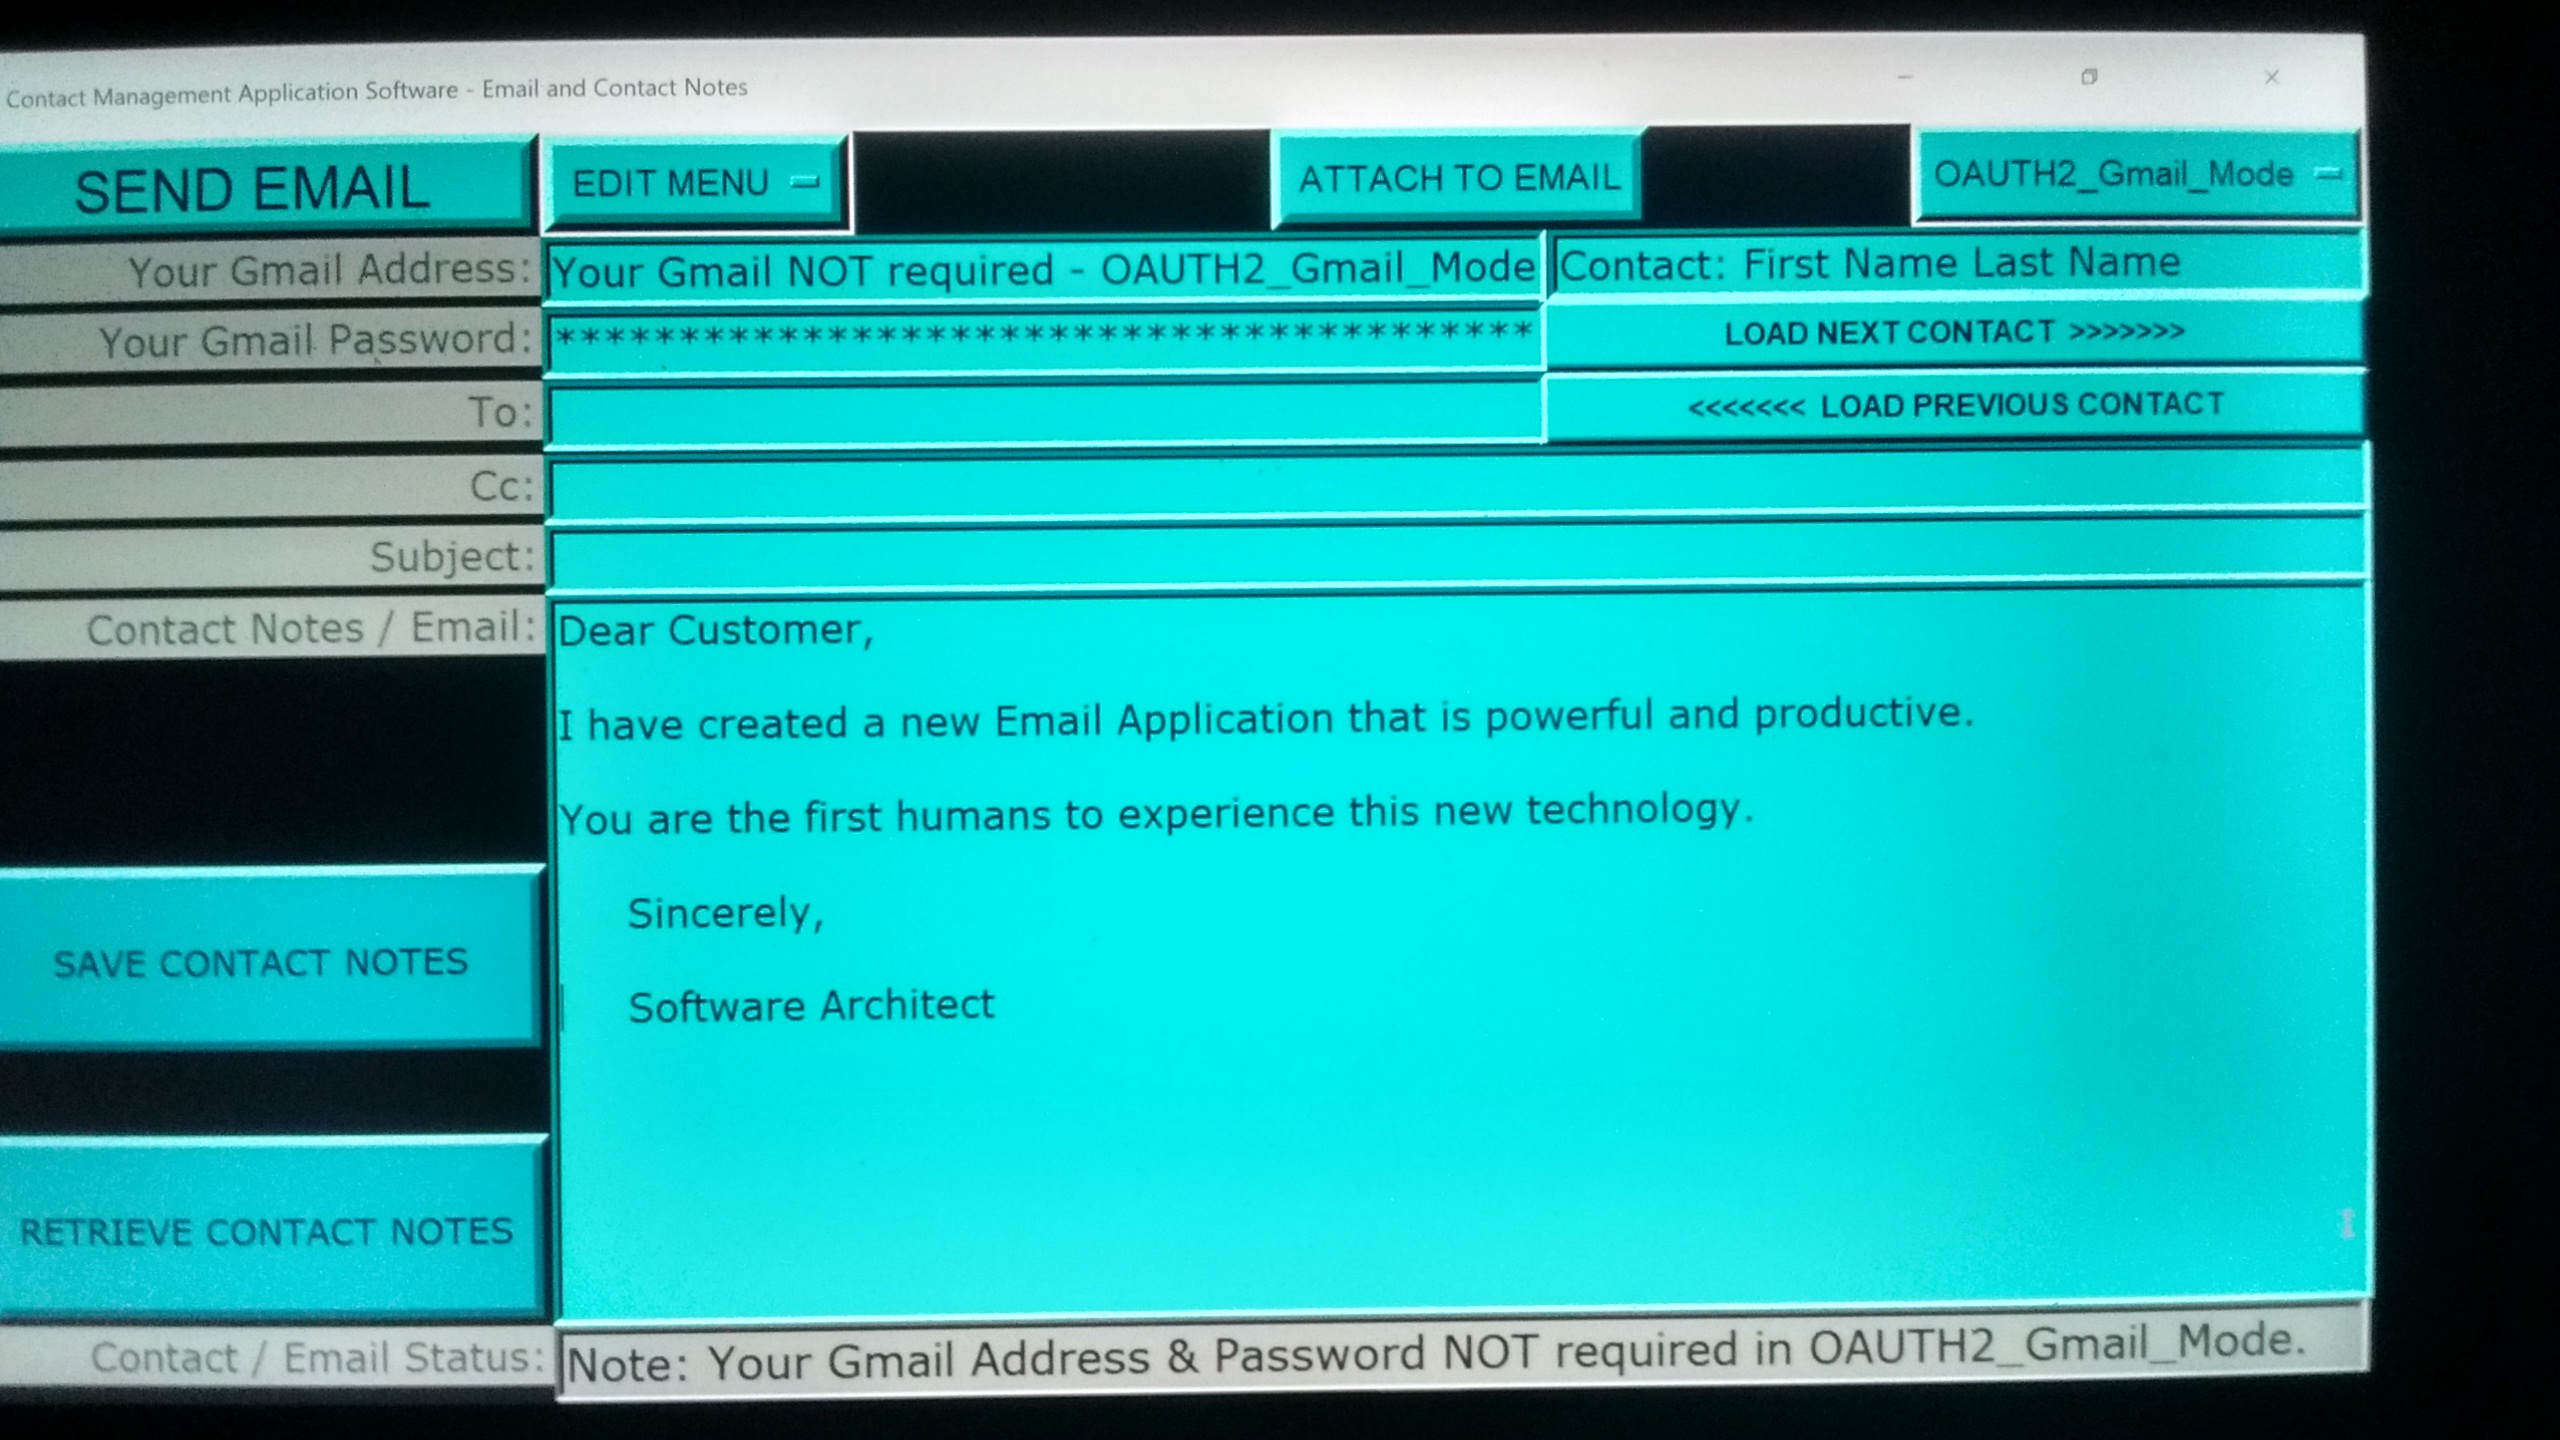 Contact Management Application Software - Email and Contact Notes
SEND EMAIL
EDIT MENU
ATTACH TO EMAIL
OAUTH2_Gmail_Mode
Your Gmail Address:
Your Gmail NOT required - OAUTH2_Gmail_Mode
Contact: First Name Last Name
Your Gmail Password:
***************************************
LOAD NEXT CONTACT >>>>>>>
To:
<<<<<<< LOAD PREVIOUS CONTACT
Cc:
Subject:
Contact Notes / Email:
Dear Customer,
I have created a new Email Application that is powerful and productive.
You are the first humans to experience this new technology.
Sincerely,
Software Architect
SAVE CONTACT NOTES
RETRIEVE CONTACT NOTES
Contact / Email Status:
Note: Your Gmail Address & Password NOT required in OAUTH2_Gmail_Mode.